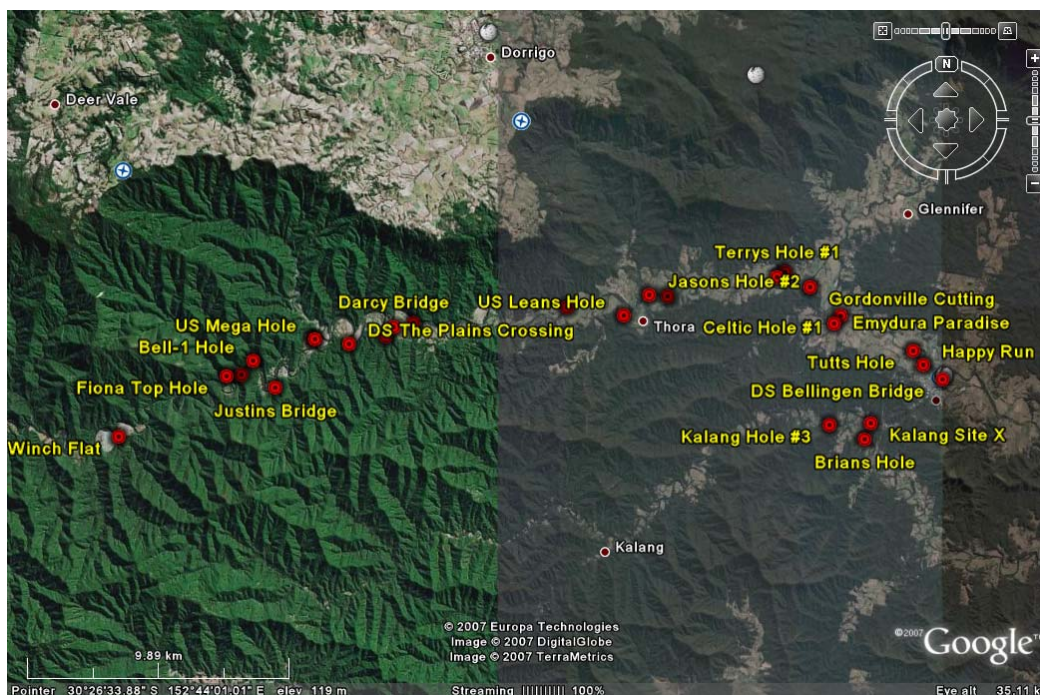 Dorrigo
Deer Vale
N
Glennifer
Terrys Hole #1
Jasons Hole #2
Darcy Bridge
US Leans Hole
Gordonville Cutting
US Mega Hole
DS The Plains Crossing
Thora
Celtic Hole #1
Emydura Paradise
Bell-1 Hole
Happy Run
Tutts Hole
Fiona Top Hole
DS Bellingen Bridge
Justins Bridge
Winch Flat
Kalang Hole #3
Kalang Site X
Brians Hole
Kalang
© 2007 Europa Technologies
Image © 2007 DigitalGlobe
Image © 2007 TerraMetrics
©2007 Google™
9.89 km
Pointer 30°26'33.88" S 152°44'01.01" E elev 119 m Streaming |||||||||| 100% Eye alt 35.11 k